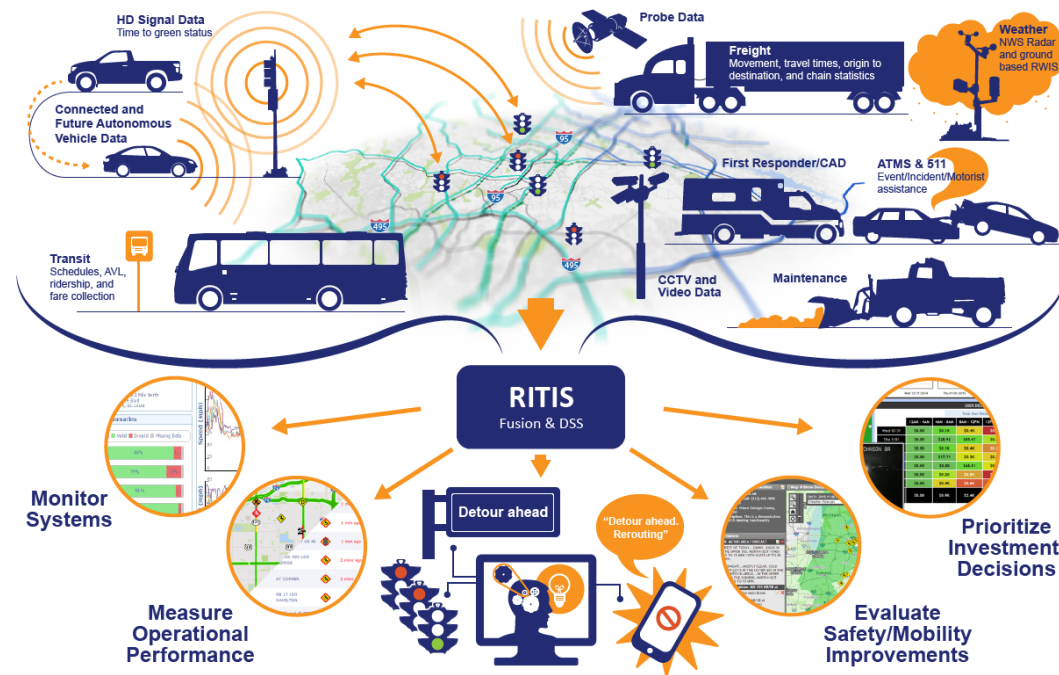 HD Signal Data
Time to green status
Connected and
Future Autonomous
Vehicle Data
Probe Data
Freight
Movement, travel times, origin to
destination, and chain statistics
Weather
NWS Radar
and ground
based RWIS
95
95
495
495
First Responder/CAD
ATMS & 511
Event/Incident/Motorist
assistance
Transit
Schedules, AVL,
ridership, and
fare collection
CCTV and
Video Data
Maintenance
RITIS
Fusion & DSS
Monitor
Systems
Measure
Operational
Performance
Detour ahead
"Detour ahead.
Rerouting"
Evaluate
Safety/Mobility
Improvements
Prioritize
Investment
Decisions